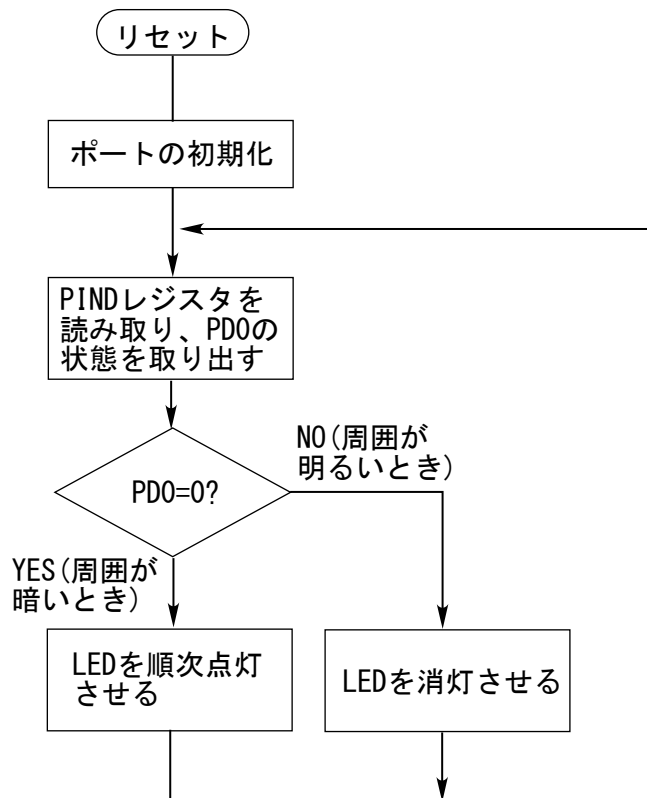 リセット
ポートの初期化
PINDレジスタを
読み取り、PD0の
状態を取り出す
PD0=0?
NO(周囲が
明るいとき)
YES(周囲が
暗いとき)
LEDを順次点灯
させる
LEDを消灯させる